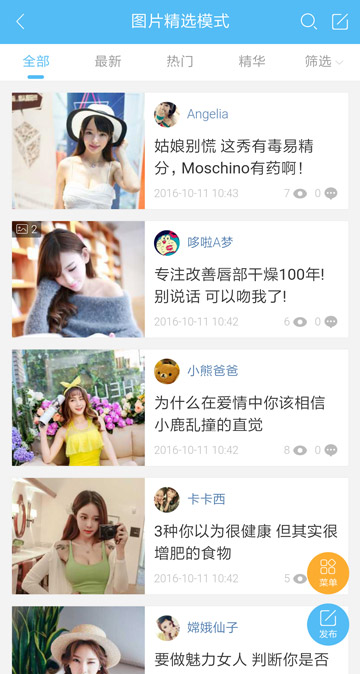 图片精选模式
全部 最新 热门 精华 筛选
Angelia
姑娘别慌 这秀有毒易精
分，Moschino有药啊！
2016-10-11 10:43 7 0
2
哆啦A梦
专注改善唇部干燥100年!
别说话 可以吻我了!
2016-10-11 10:42 6 0
小熊爸爸
为什么在爱情中你该相信
小鹿乱撞的直觉
2016-10-11 10:42 8 0
卡卡西
3种你以为很健康 但其实很
增肥的食物
2016-10-11 10:42 5
菜单
嫦娥仙子
要做魅力女人 判断你是否
发布